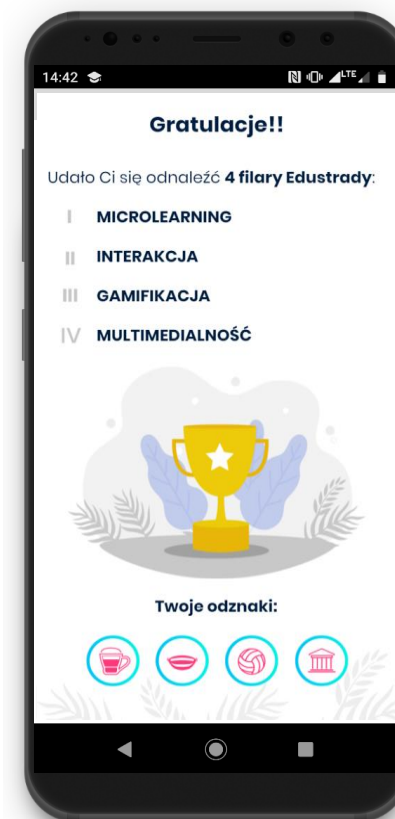 14:42
LTE
Gratulacje!!
Udało Ci się odnaleźć 4 filary Edustrady:
I MICROLEARNING
II INTERAKCJA
III GAMIFIKACJA
IV MULTIMEDIALNOŚĆ
Twoje odznaki: